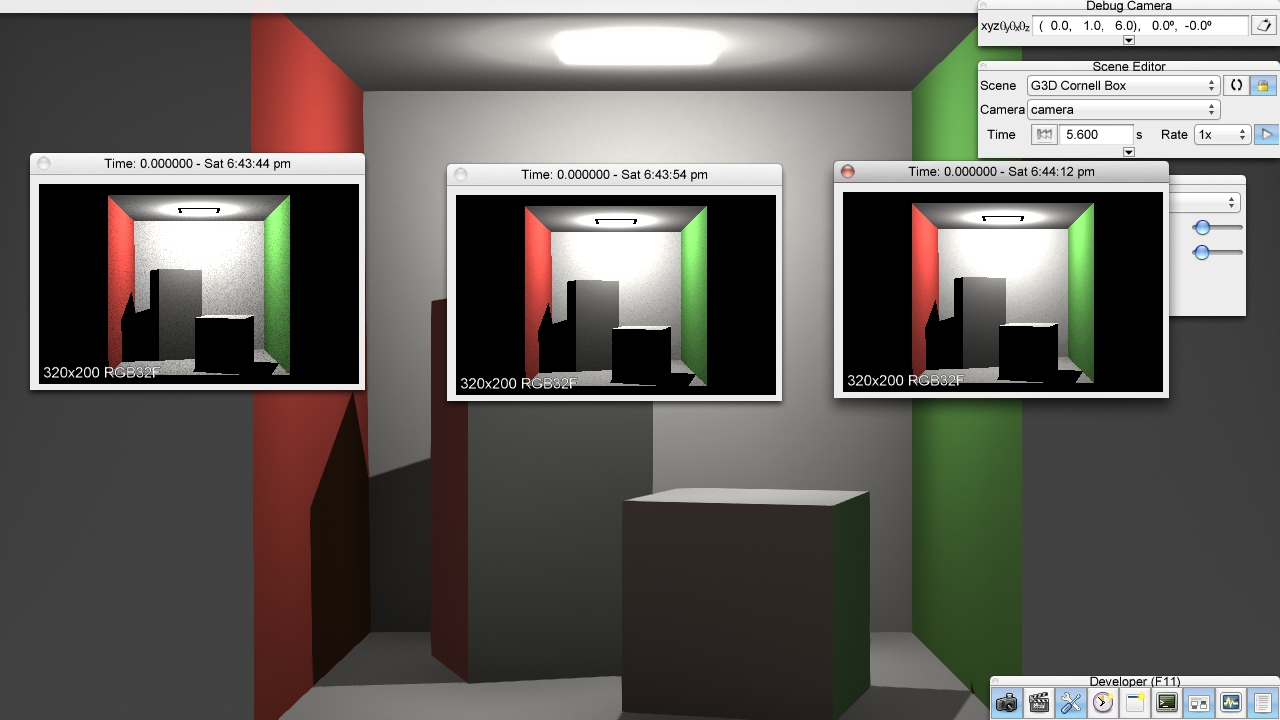 Debug Camera
xyz ( 0.0, 1.0, 6.0), 0.0º, -0.0º
Scene Editor
Scene G3D Cornell Box
Camera camera
Time 5.600 s Rate 1x
Time: 0.000000 - Sat 6:43:44 pm
320x200 RGB32F
Time: 0.000000 - Sat 6:43:54 pm
320x200 RGB32F
Time: 0.000000 - Sat 6:44:12 pm
320x200 RGB32F
Developer (F11)